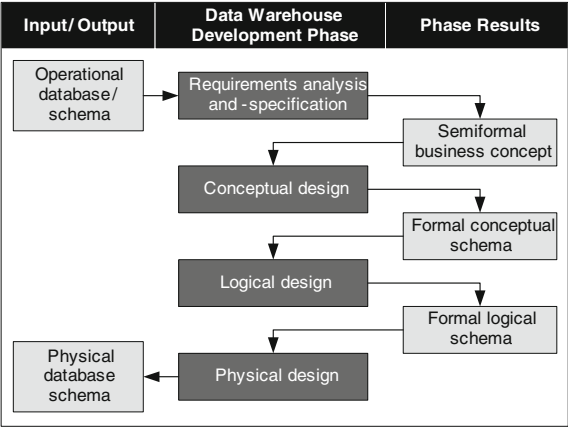 Input/ Output
Data Warehouse
Development Phase
Phase Results
Operational
database/
schema
Requirements analysis
and -specification
Semiformal
business concept
Conceptual design
Formal conceptual
schema
Logical design
Formal logical
schema
Physical design
Physical
database
schema